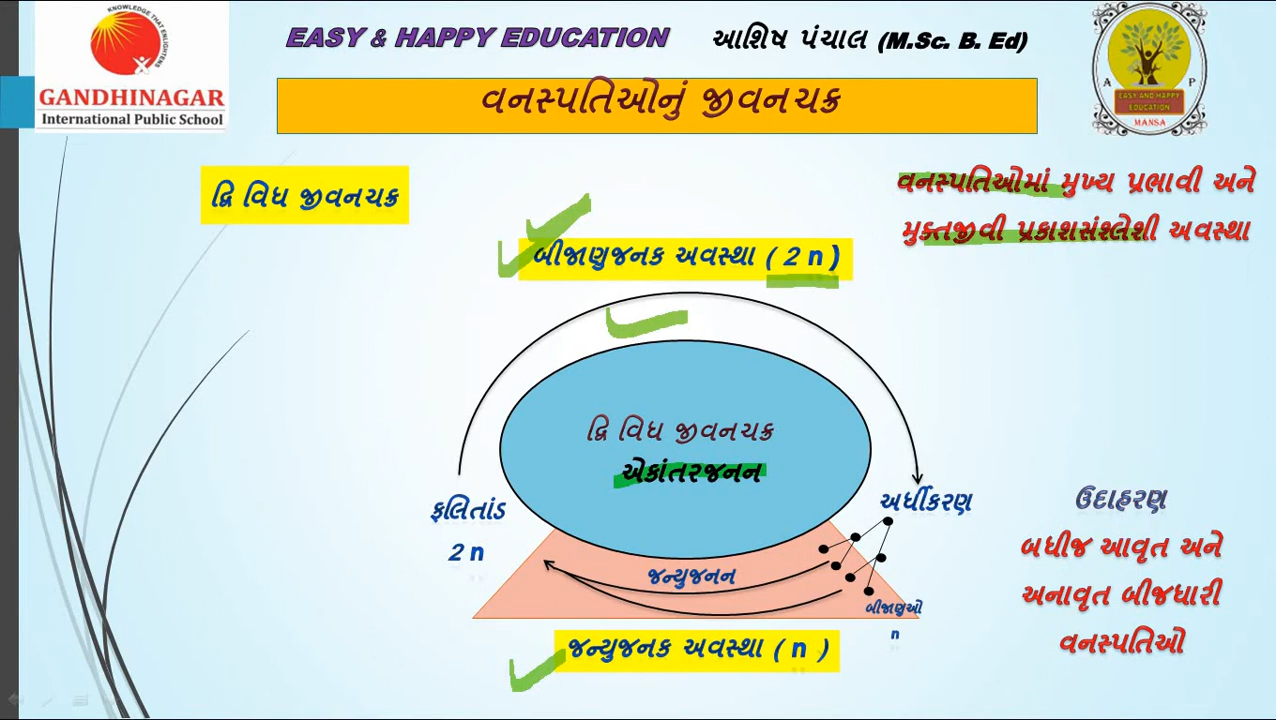 KNOWLEDGE THAT ENLIGHTENS
GANDHINAGAR
International Public School
EASY & HAPPY EDUCATION
આશિષ પંચાલ (M.Sc. B. Ed)
A P
EASY AND HAPPY
EDUCATION
MANSA
વનસ્પતિઓનું જીવનચક્ર
દ્વિ વિધ જીવનચક્ર
વનસ્પતિઓમાં મુખ્ય પ્રભાવી અને
મુક્તજીવી પ્રકાશસંશ્લેશી અવસ્થા
બીજાણુજનક અવસ્થા ( 2 n )
દ્વિ વિધ જીવનચક્ર
એકાંતરજનન
ફલિતાંડ
2 n
અર્ધીકરણ
જન્યુજનન
બીજાણુઓ
n
જન્યુજનક અવસ્થા ( n )
ઉદાહરણ
બધીજ આવૃત અને
અનાવૃત બીજધારી
વનસ્પતિઓ